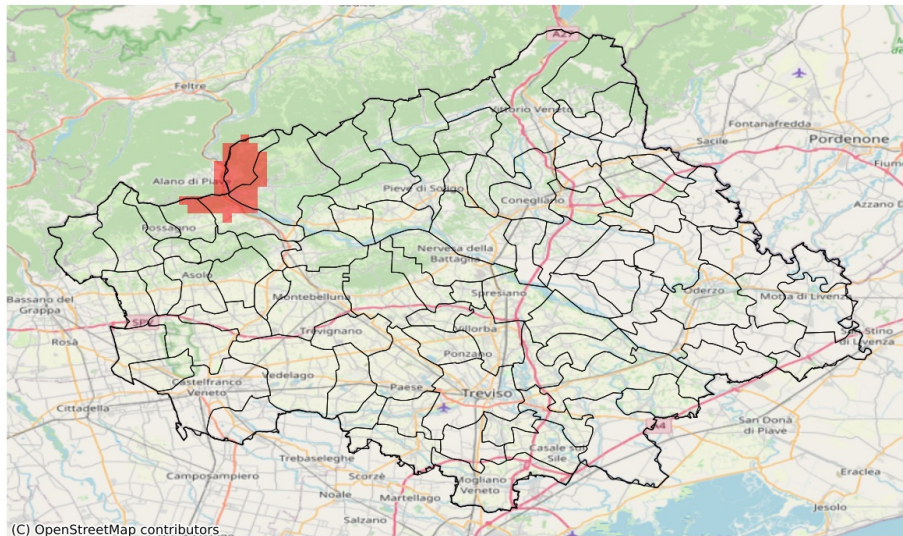 A27
Feltre
Vittorio Veneto
Fontanafredda
Sacile
Pordenone
Fiume
Alano di Piave
Pieve di Soligo
Conegliano
Azzano D
Possagno
Nervesa della
Battaglia
Asolo
Bassano del
Grappa
Montebelluna
Spresiano
Oderzo
Motta di Livenza
Rosà
Trevignano
Villorba
Ponzano
di Livenza
Castelfranco
Veneto
Vedelago
Paese
Treviso
Cittadella
A4
San Donà
di Piave
Camposampiero
Trebaseleghe
Scorzé
Casale sul
Sile
Mogliano
Veneto
Noale
Martellago
Eraclea
Jesolo
Salzano
(C) OpenStreetMap contributors